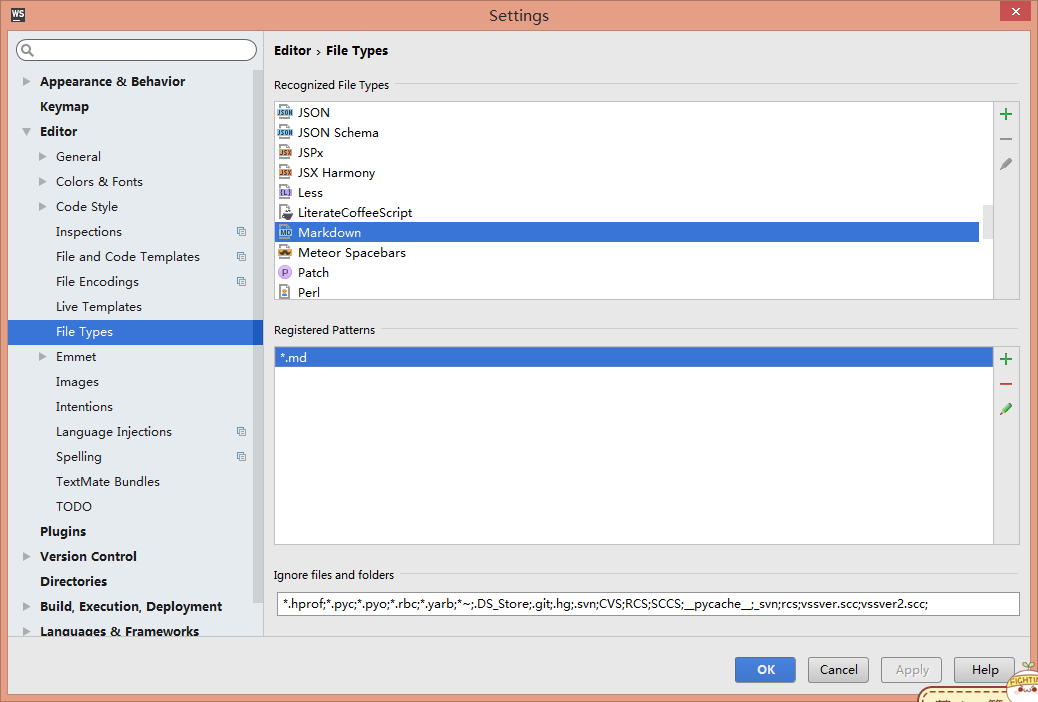 WS
Settings
Editor › File Types
Appearance & Behavior
Keymap
Editor
General
Colors & Fonts
Code Style
Inspections
File and Code Templates
File Encodings
Live Templates
File Types
Emmet
Images
Intentions
Language Injections
Spelling
TextMate Bundles
TODO
Plugins
Version Control
Directories
Build, Execution, Deployment
Languages & Frameworks
Recognized File Types
JSON
JSON Schema
JSPx
JSX Harmony
Less
LiterateCoffeeScript
Markdown
Meteor Spacebars
Patch
Perl
Registered Patterns
*.md
Ignore files and folders
*.hprof;*.pyc;*.pyo;*.rbc;*.yarb;*~;.DS_Store;.git;.hg;.svn;CVS;RCS;SCCS;__pycache__;_svn;rcs;vssver.scc;vssver2.scc;
OK
Cancel
Apply
Help